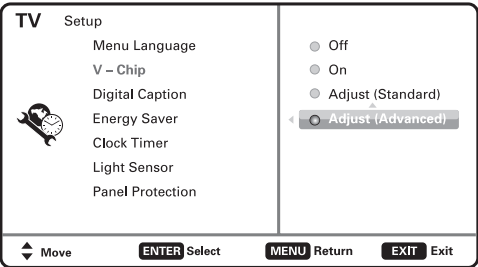 TV Setup
Menu Language
V – Chip
Digital Caption
Energy Saver
Clock Timer
Light Sensor
Panel Protection
Off
On
Adjust (Standard)
Adjust (Advanced)
Move ENTER Select MENU Return EXIT Exit